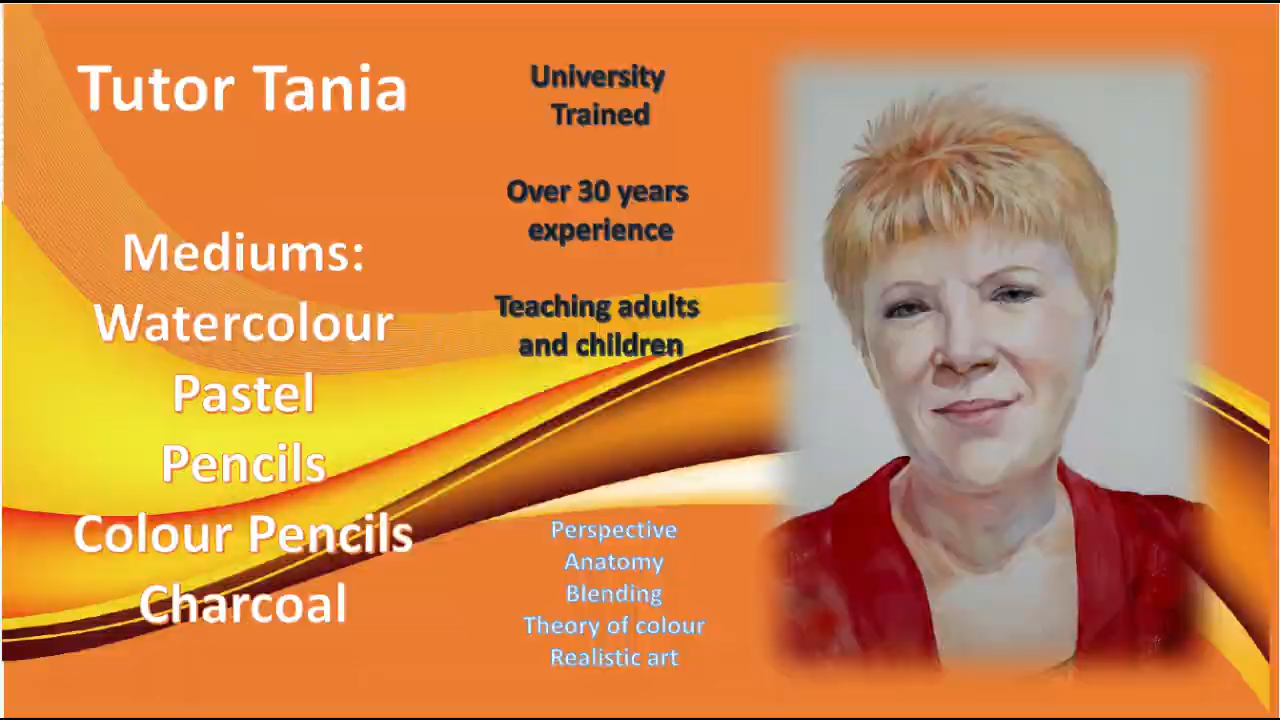 Tutor Tania
Mediums:
Watercolour
Pastel
Pencils
Colour Pencils
Charcoal
University
Trained
Over 30 years
experience
Teaching adults
and children
Perspective
Anatomy
Blending
Theory of colour
Realistic art